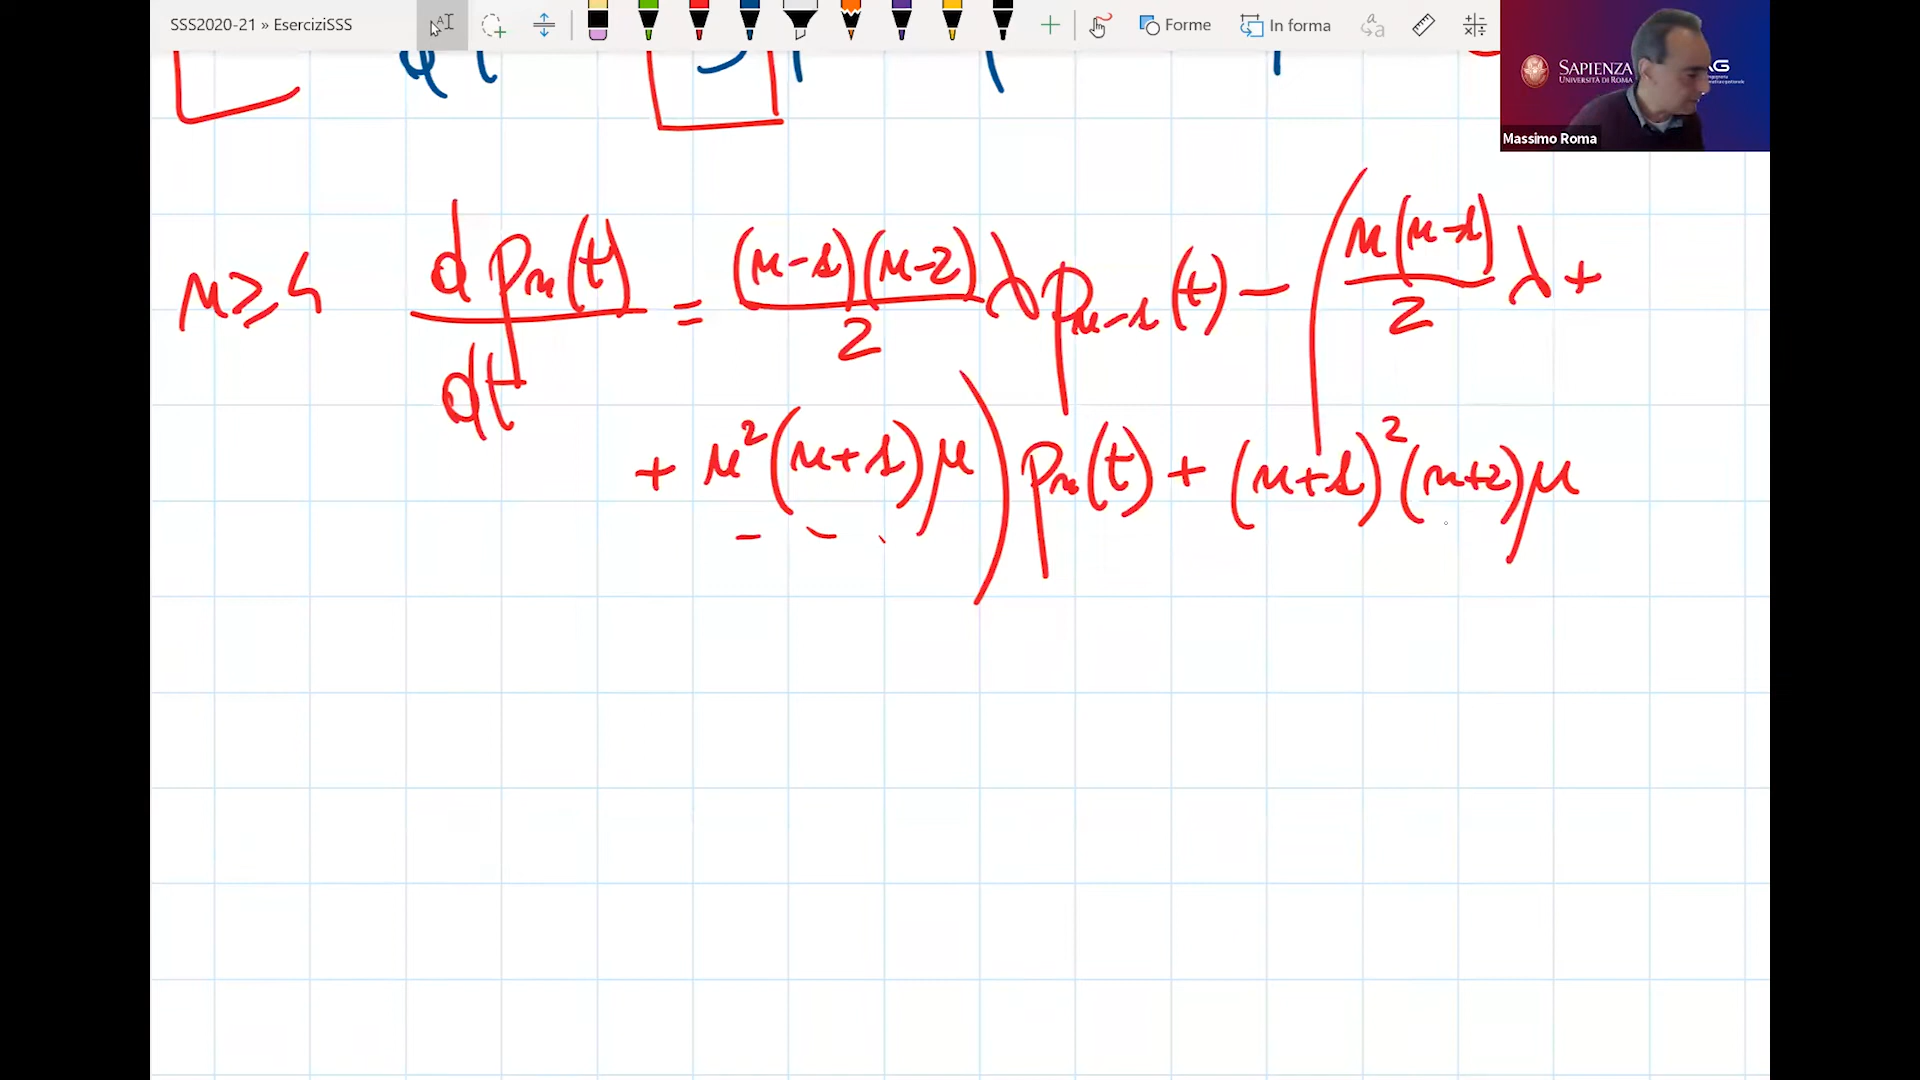 SSS2020-21 » EserciziSSS
Forme
In forma
SAPIENZA
UNIVERSITÀ DI ROMA
Massimo Roma
n ≥ 4 dpn(t)/dt = (n-1)(n-2)/2 λ pn-1(t) - (n(n-1)/2 λ +
+ n²(n+1)μ) pn(t) + (n+1)²(n+2)μ